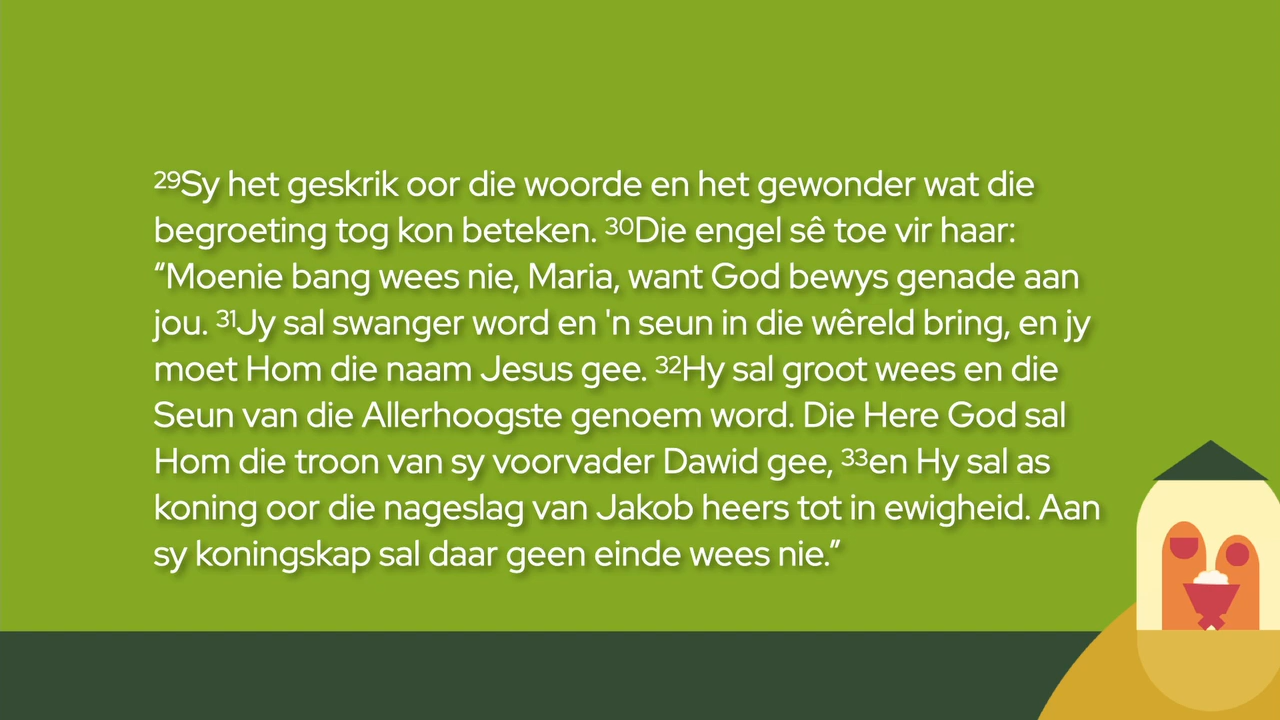 ²⁹Sy het geskrik oor die woorde en het gewonder wat die
begroeting tog kon beteken. ³⁰Die engel sê toe vir haar:
“Moenie bang wees nie, Maria, want God bewys genade aan
jou. ³¹Jy sal swanger word en 'n seun in die wêreld bring, en jy
moet Hom die naam Jesus gee. ³²Hy sal groot wees en die
Seun van die Allerhoogste genoem word. Die Here God sal
Hom die troon van sy voorvader Dawid gee, ³³en Hy sal as
koning oor die nageslag van Jakob heers tot in ewigheid. Aan
sy koningskap sal daar geen einde wees nie.”